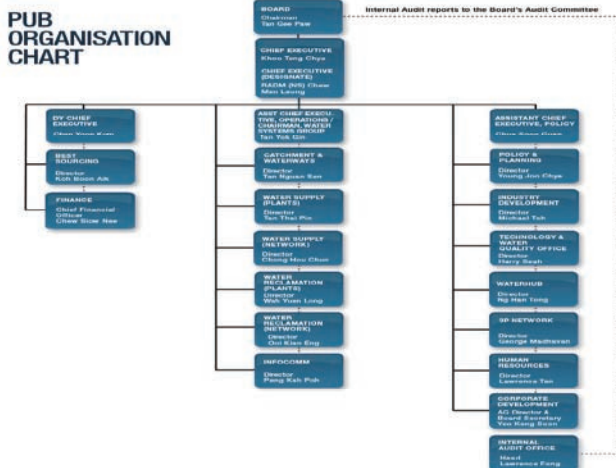 PUB
ORGANISATION
CHART
BOARD
Chairman
Tan Gee Paw
Internal Audit reports to the Board's Audit Committee
CHIEF EXECUTIVE
Khoo Teng Chye
CHIEF EXECUTIVE
(DESIGNATE)
RADM (NS) Chew
Men Leong
DY CHIEF
EXECUTIVE
BEST
SOURCING
Director
Koh Boon Aik
FINANCE
Chief Financial
Officer
Chew Siow Nee
ASST CHIEF EXECU-
TIVE, OPERATIONS /
CHAIRMAN, WATER
SYSTEMS GROUP
Tan Yok Gin
CATCHMENT &
WATERWAYS
Director
Tan Nguan Sen
WATER SUPPLY
(PLANTS)
Director
Tan Thai Pin
WATER SUPPLY
(NETWORK)
Director
Chong Hou Chun
WATER
RECLAMATION
(PLANTS)
Director
Wah Yuen Long
WATER
RECLAMATION
(NETWORK)
Director
Ooi Kian Eng
INFOCOMM
Director
Pang Kah Poh
ASSISTANT CHIEF
EXECUTIVE, POLICY
POLICY &
PLANNING
Director
Young Joo Chye
INDUSTRY
DEVELOPMENT
Director
Michael Toh
TECHNOLOGY &
WATER
QUALITY OFFICE
Director
Harry Seah
WATERHUB
Director
Ng Han Tong
3P NETWORK
Director
George Madhavan
HUMAN
RESOURCES
Director
Lawrence Tan
CORPORATE
DEVELOPMENT
AG Director &
Board Secretary
Yeo Keng Soon
INTERNAL
AUDIT OFFICE
Head
Lawrence Fong